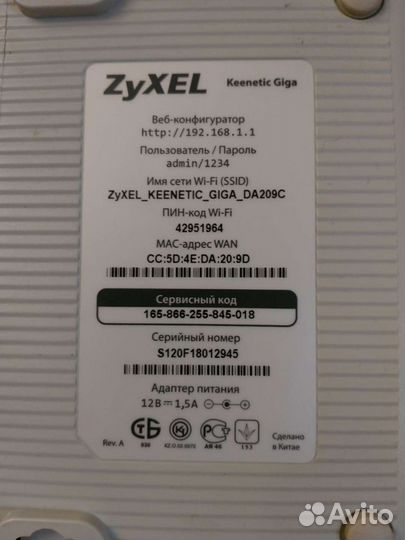 ZyXEL Keenetic Giga
Веб-конфигуратор
http://192.168.1.1
Пользователь / Пароль
admin/1234
Имя сети Wi-Fi (SSID)
ZyXEL_KEENETIC_GIGA_DA209C
ПИН-код Wi-Fi
42951964
MAC-адрес WAN
CC:5D:4E:DA:20:9D
Сервисный код
165-866-255-845-018
Серийный номер
S120F18012945
Адаптер питания
12В 1,5А
Rev. A
Сделано
в Китае
АЯ 46
Avito